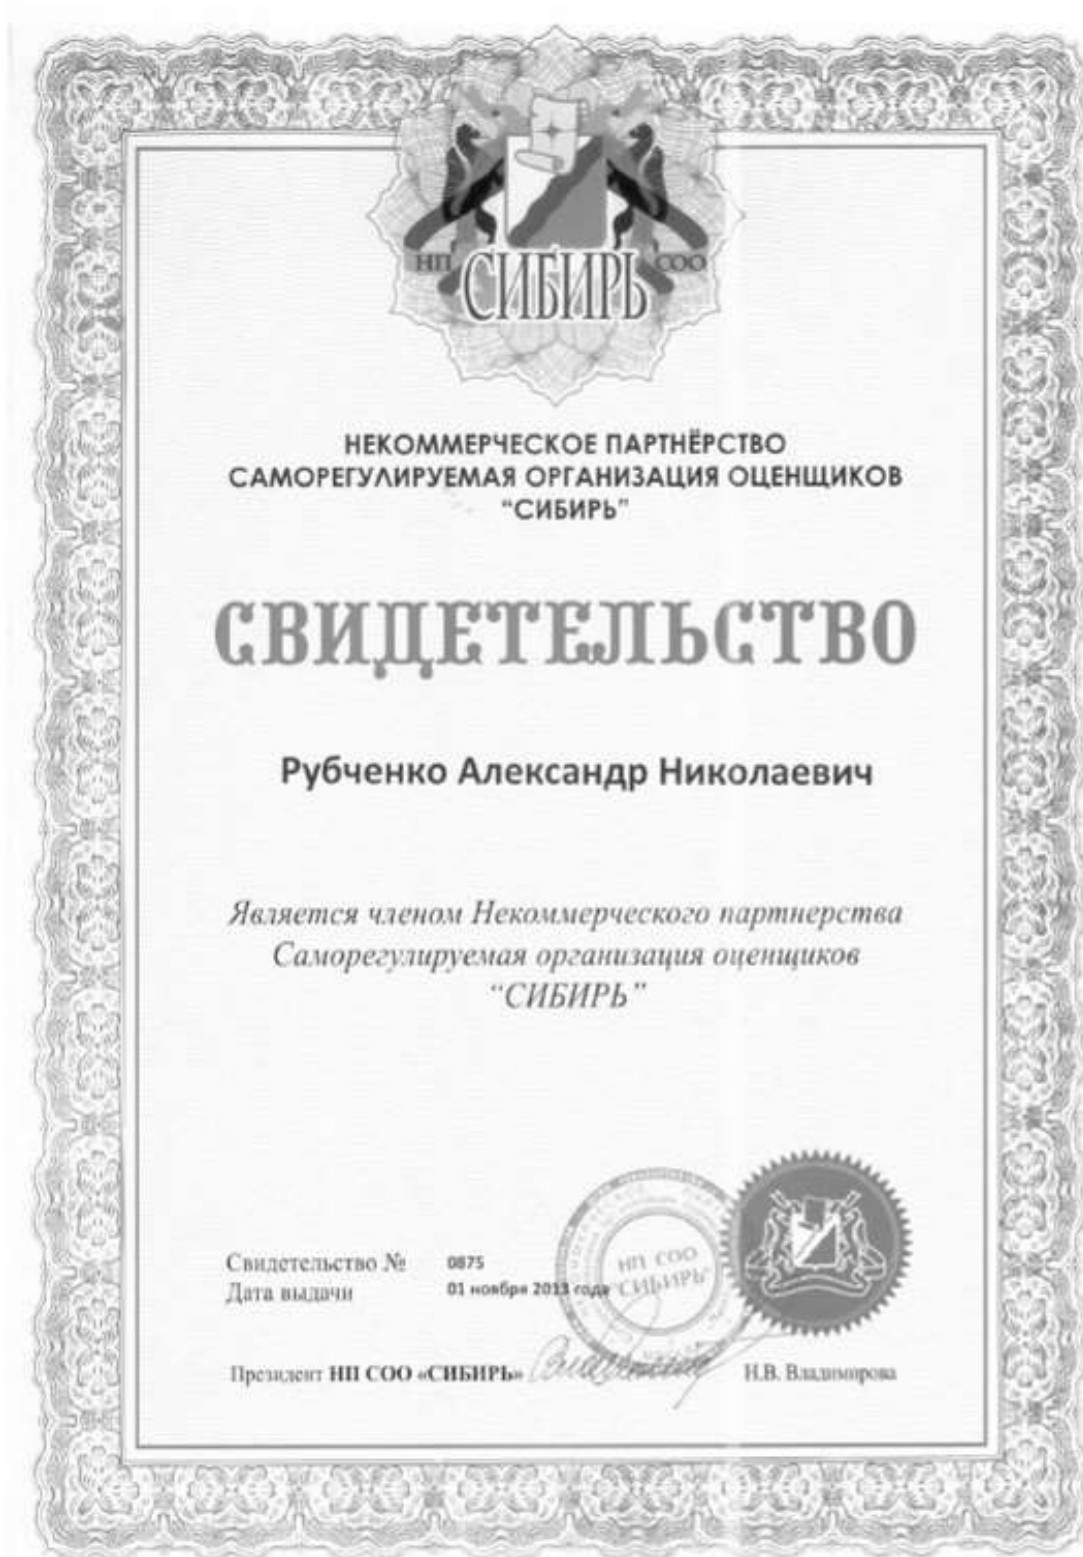 НП СОО
СИБИРЬ
НЕКОММЕРЧЕСКОЕ ПАРТНЁРСТВО
САМОРЕГУЛИРУЕМАЯ ОРГАНИЗАЦИЯ ОЦЕНЩИКОВ
“СИБИРЬ”
СВИДЕТЕЛЬСТВО
Рубченко Александр Николаевич
Является членом Некоммерческого партнерства
Саморегулируемая организация оценщиков
“СИБИРЬ”
НП СОО
"СИБИРЬ"
Свидетельство № 0875
Дата выдачи 01 ноября 2013 года
Президент НП СОО «СИБИРЬ» Н.В. Владимирова